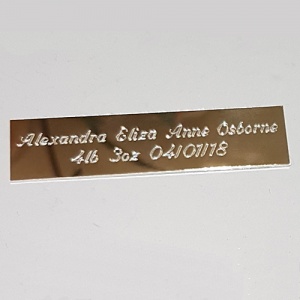 Alexandra Eliza Anne Osborne
4lb 3oz 04/01/18